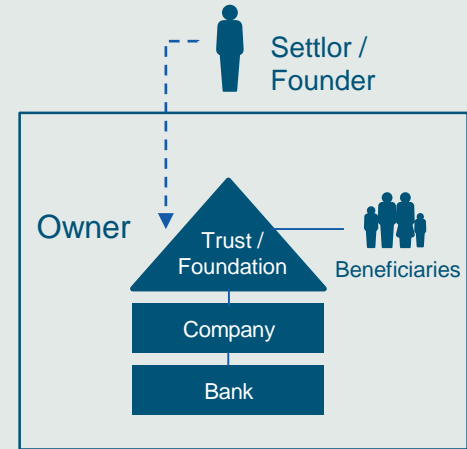 Settlor /
Founder
Owner
Trust /
Foundation
Beneficiaries
Company
Bank